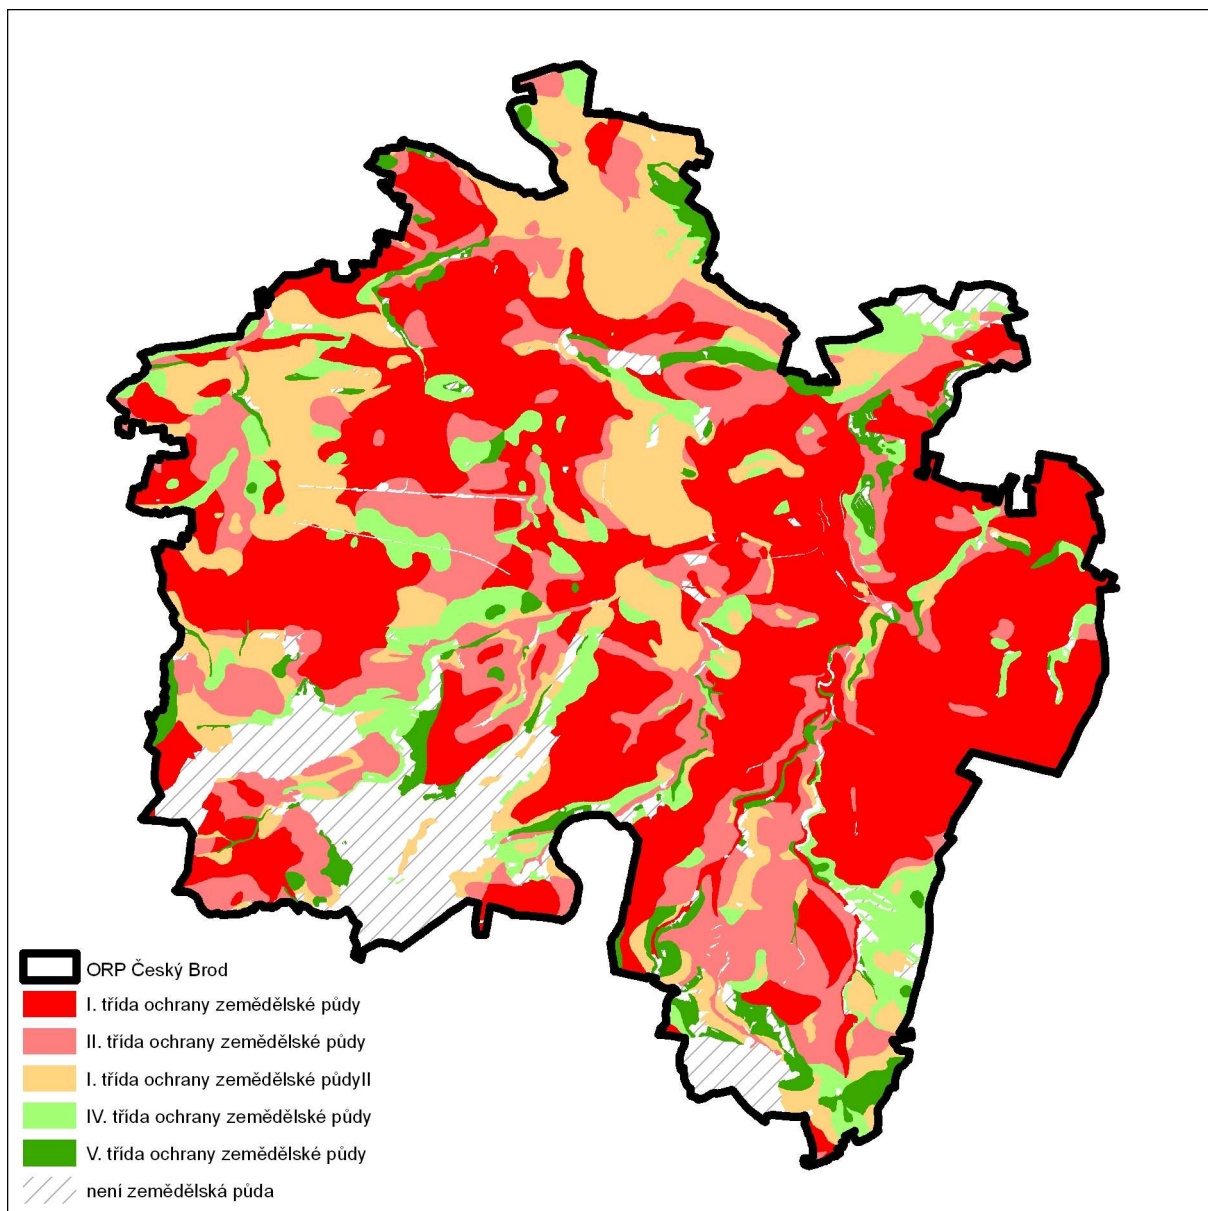 ORP Český Brod
I. třída ochrany zemědělské půdy
II. třída ochrany zemědělské půdy
I. třída ochrany zemědělské půdyII
IV. třída ochrany zemědělské půdy
V. třída ochrany zemědělské půdy
není zemědělská půda